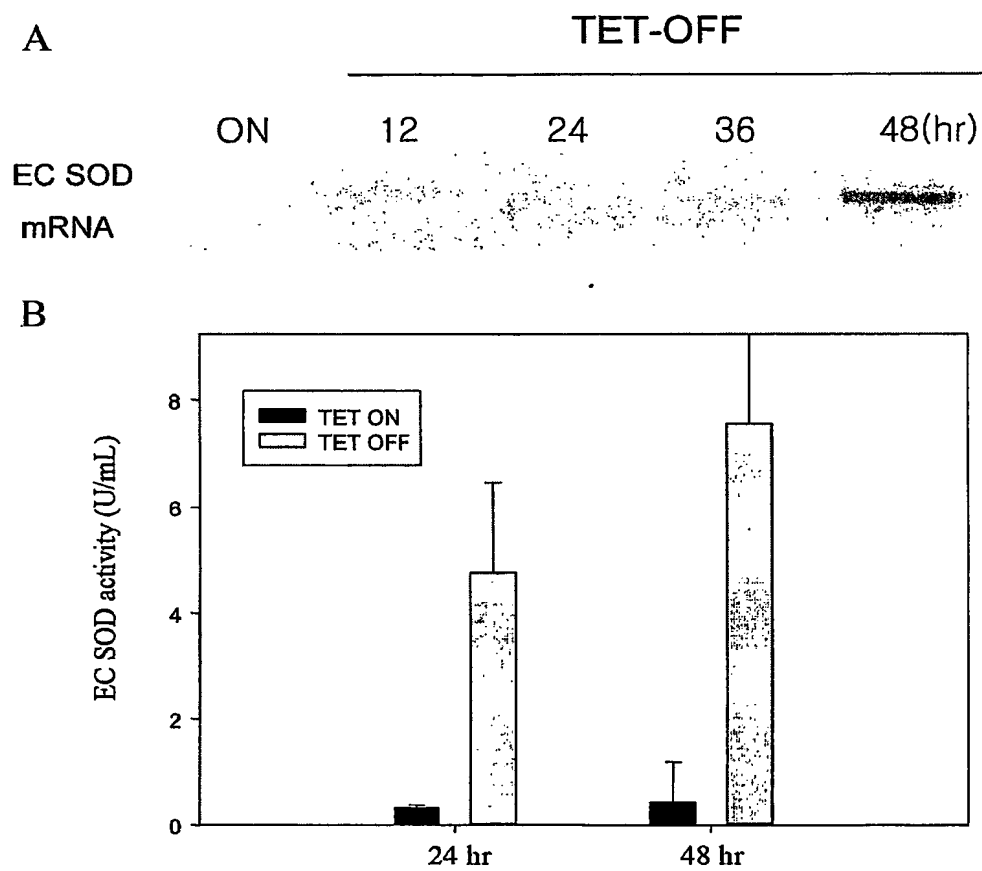 A
TET-OFF
ON 12 24 36 48(hr)
EC SOD
mRNA
B
TET ON
TET OFF
EC SOD activity (U/mL)
8
6
4
2
0
24 hr 48 hr